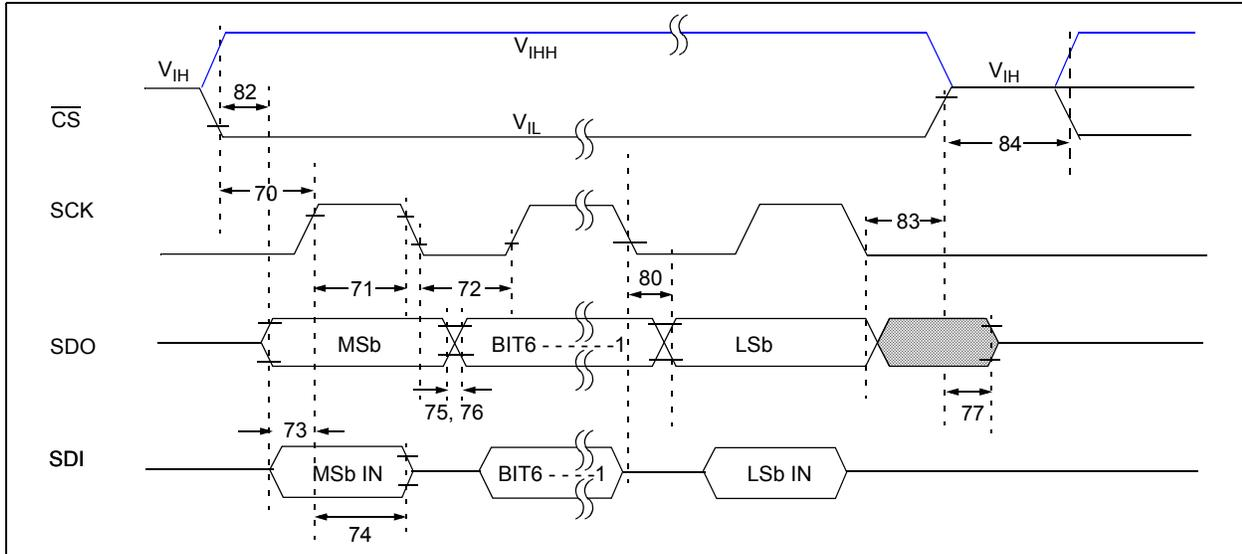 V_IHH
V_IH
V_IH
82
CS
V_IL
84
70
SCK
83
71
72
80
SDO
MSb
BIT6 - - - - - -1
LSb
75, 76
77
73
SDI
MSb IN
BIT6 - - - -1
LSb IN
74